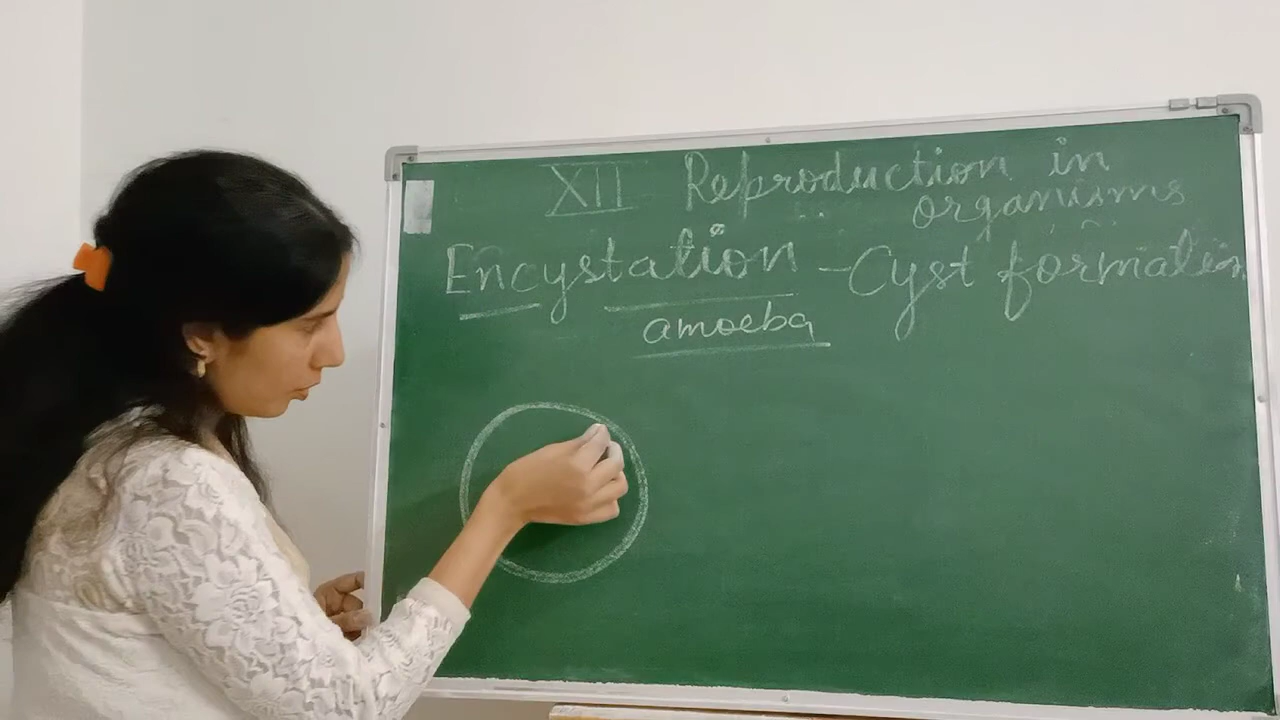 XII Reproduction in
organisms
Encystation - Cyst formation
amoeba